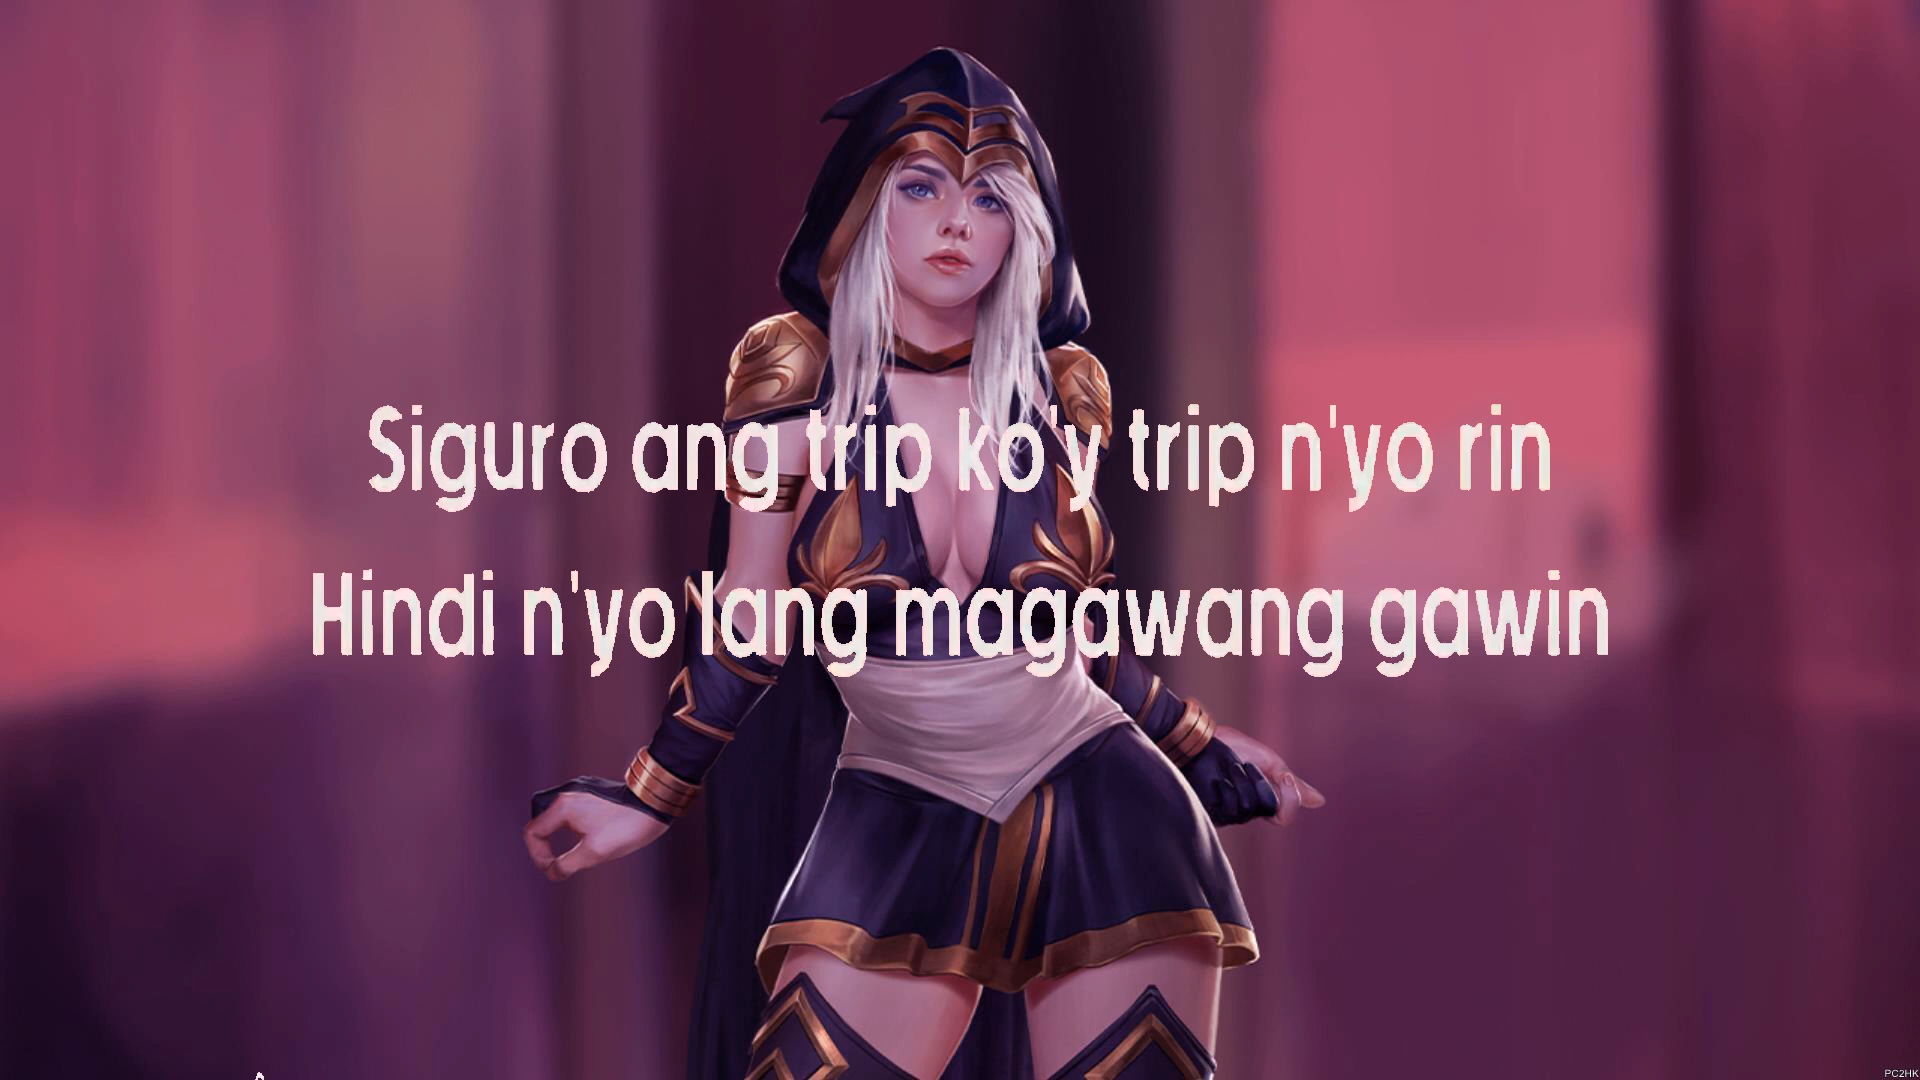 Siguro ang trip ko'y trip n'yo rin
Hindi n'yo lang magawang gawin
PC2HK